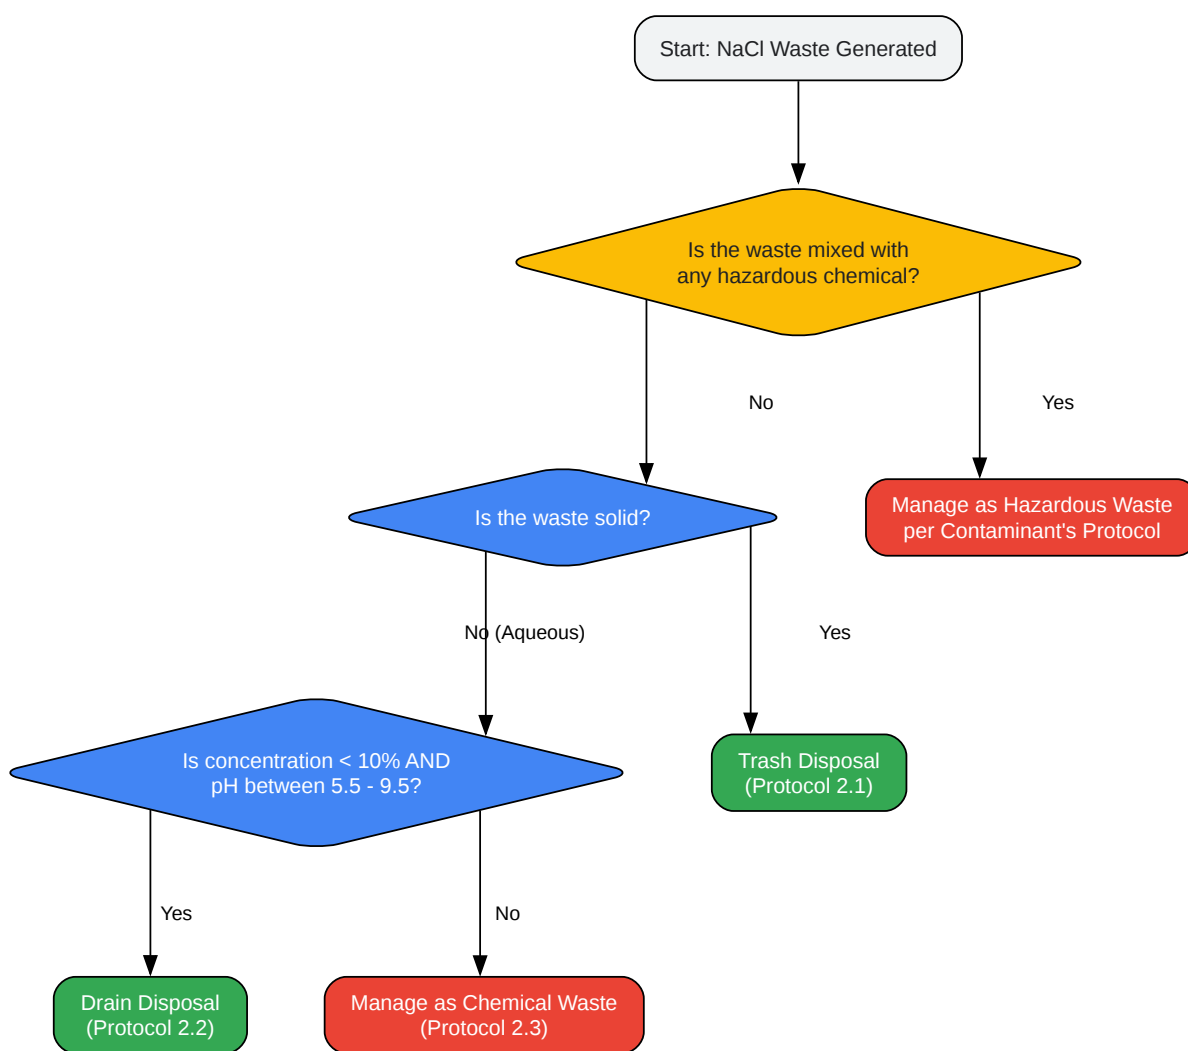 Start: NaCl Waste Generated
Is the waste mixed with
any hazardous chemical?
No
Yes
Is the waste solid?
Manage as Hazardous Waste
per Contaminant's Protocol
No (Aqueous)
Yes
Is concentration < 10% AND
pH between 5.5 - 9.5?
Trash Disposal
(Protocol 2.1)
Yes
No
Drain Disposal
(Protocol 2.2)
Manage as Chemical Waste
(Protocol 2.3)